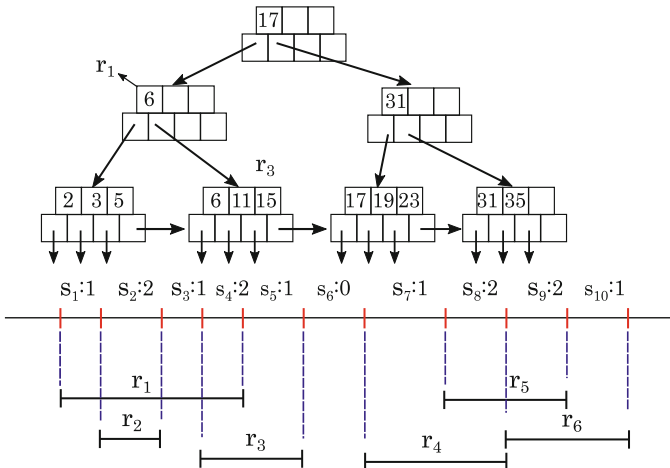 17
r₁
6
31
r₃
2 3 5
6 11 15
17 19 23
31 35
s₁:1 s₂:2 s₃:1 s₄:2 s₅:1 s₆:0 s₇:1 s₈:2 s₉:2 s₁₀:1
r₁
r₅
r₂
r₃
r₄
r₆